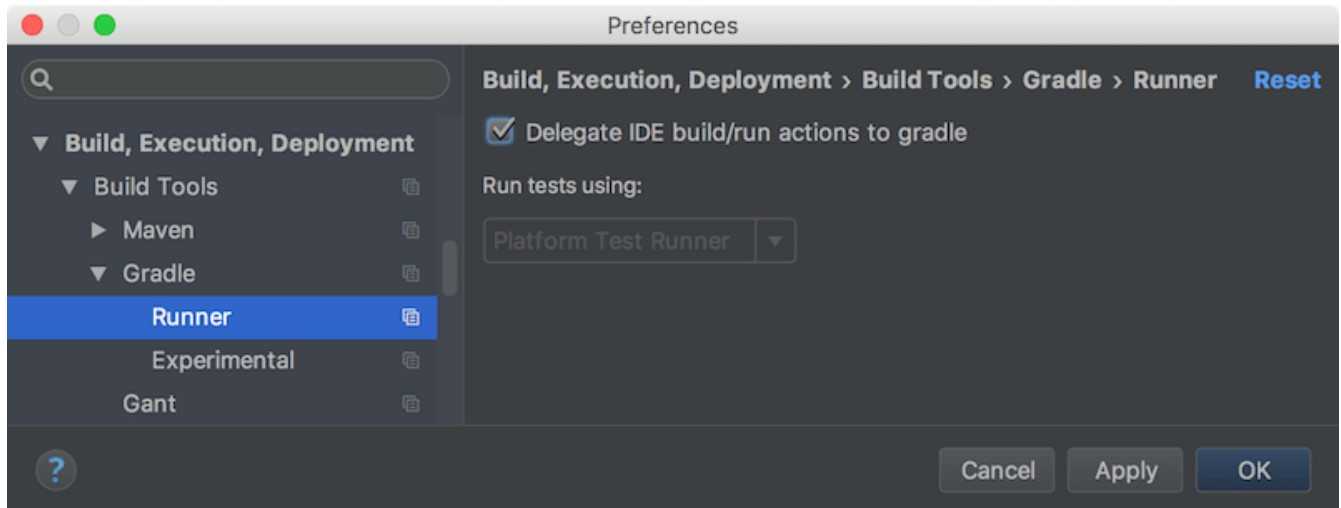 Preferences
Build, Execution, Deployment
Build Tools
Maven
Gradle
Runner
Experimental
Gant
Build, Execution, Deployment › Build Tools › Gradle › Runner Reset
Delegate IDE build/run actions to gradle
Run tests using:
Platform Test Runner
?
Cancel Apply OK